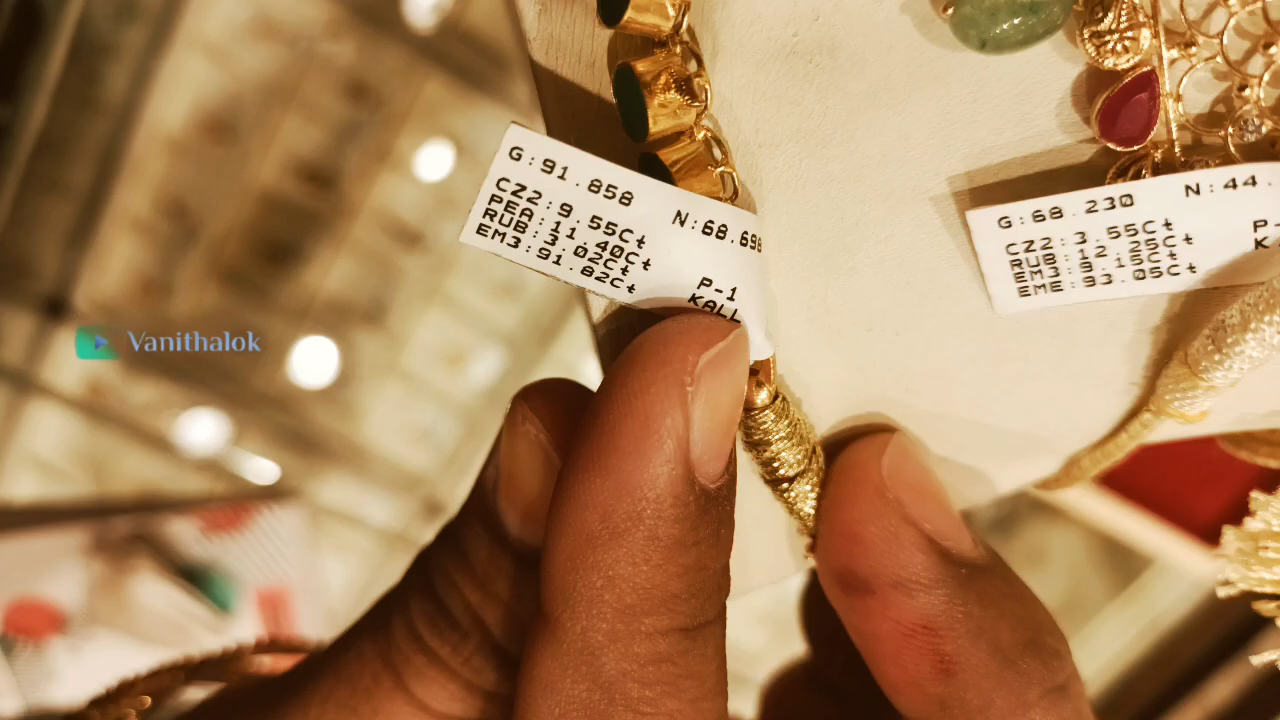 G:91.858 N:68.698
CZ2:9.55Ct
PEA:11.40Ct
RUB:3.02Ct
EM3:91.82Ct
P-1
KALL
Vanithalok
G:68.230 N:44.
CZ2:3.55Ct
RUB:12.25Ct
EM3:9.15Ct
EME:93.05Ct
P-
K